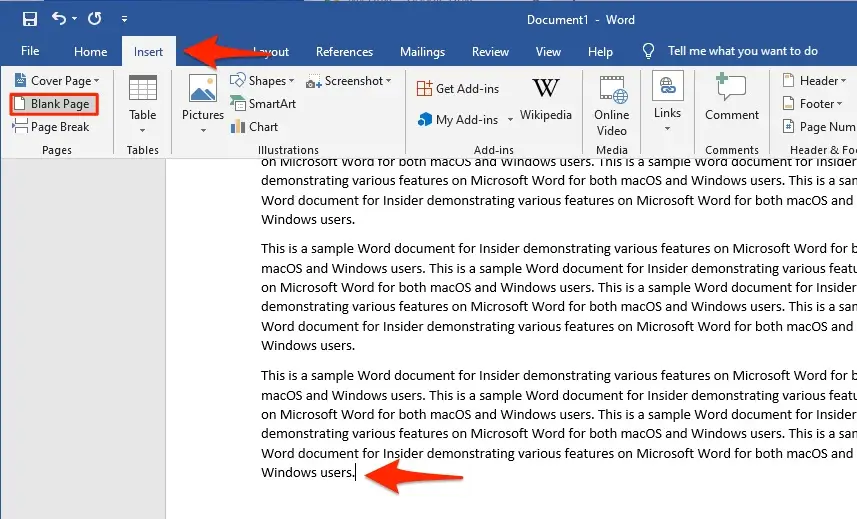 Document1 - Word
File Home Insert Layout References Mailings Review View Help Tell me what you want to do
Cover Page
Blank Page
Page Break
Pages
Table
Tables
Pictures
Shapes
SmartArt
Chart
Screenshot
Illustrations
Get Add-ins
My Add-ins
W
Wikipedia
Add-ins
Online
Video
Media
Links
Comment
Comments
Header
Footer
Page Num
Header & Foo
on Microsoft Word for both macOS and Windows users. This is a sample Word document for Insider
demonstrating various features on Microsoft Word for both macOS and Windows users. This is a sam
Word document for Insider demonstrating various features on Microsoft Word for both macOS and
Windows users.
This is a sample Word document for Insider demonstrating various features on Microsoft Word for b
macOS and Windows users. This is a sample Word document for Insider demonstrating various featu
on Microsoft Word for both macOS and Windows users. This is a sample Word document for Insider
demonstrating various features on Microsoft Word for both macOS and Windows users. This is a sam
Word document for Insider demonstrating various features on Microsoft Word for both macOS and
Windows users.
This is a sample Word document for Insider demonstrating various features on Microsoft Word for b
macOS and Windows users. This is a sample Word document for Insider demonstrating various featu
on Microsoft Word for both macOS and Windows users. This is a sample Word document for Insider
demonstrating various features on Microsoft Word for both macOS and Windows users. This is a sam
Word document for Insider demonstrating various features on Microsoft Word for both macOS and
Windows users.